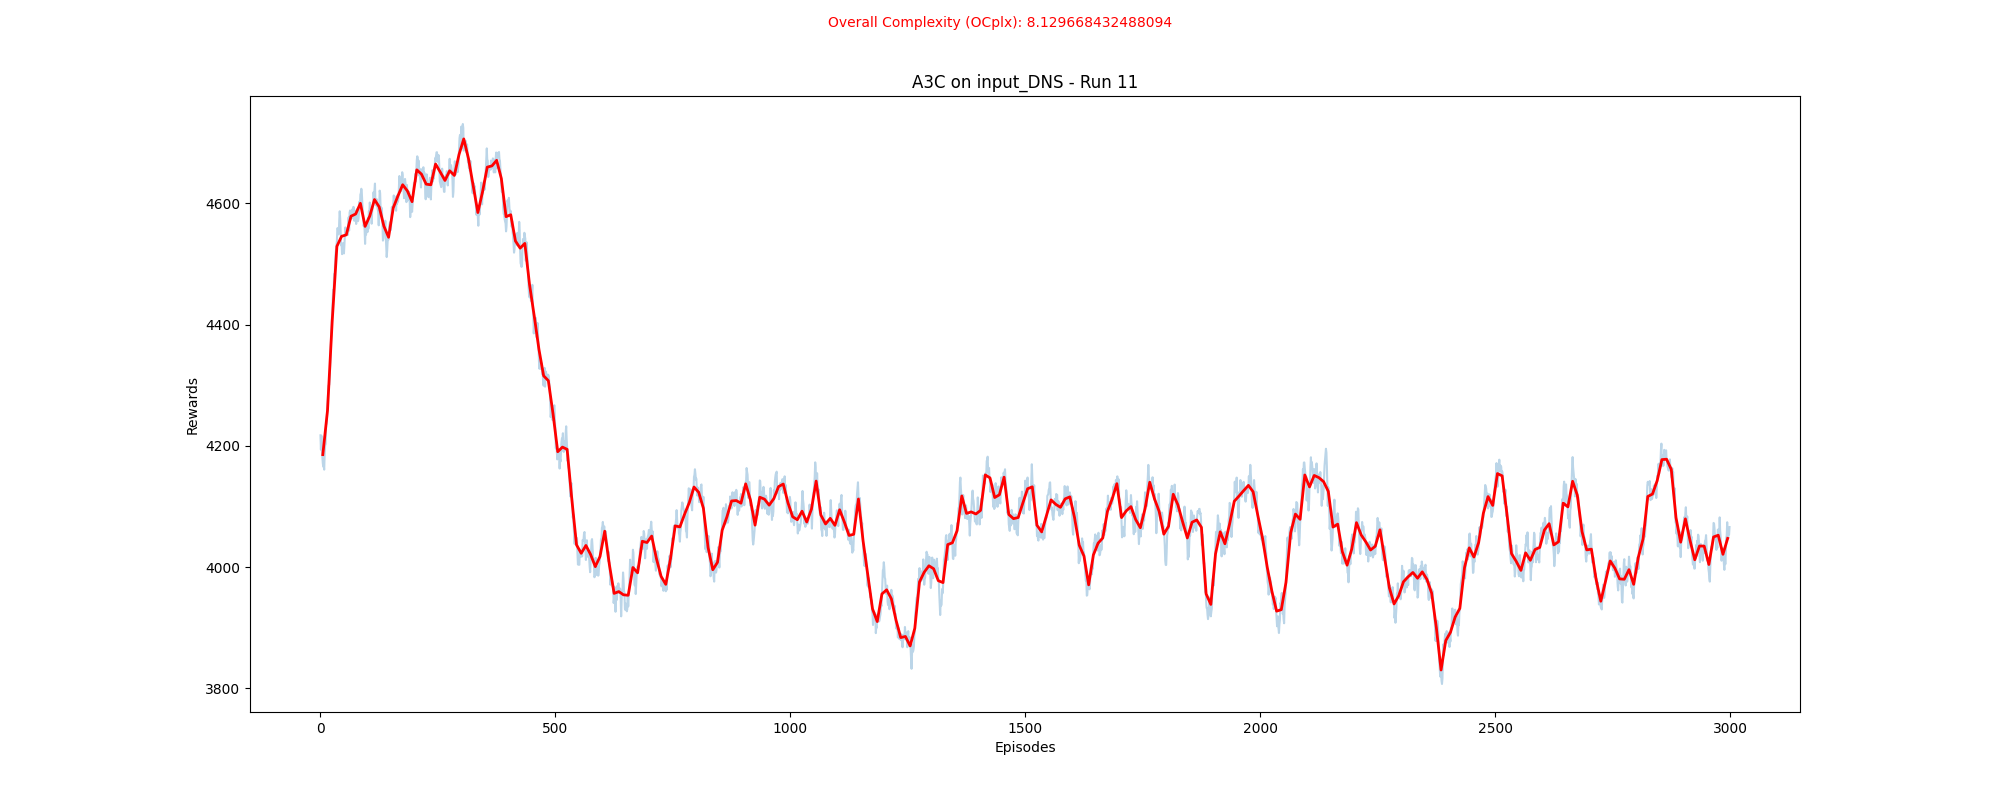 Overall Complexity (OCplx): 8.129668432488094
A3C on input_DNS - Run 11
Rewards
4600
4400
4200
4000
3800
0 500 1000 1500 2000 2500 3000
Episodes